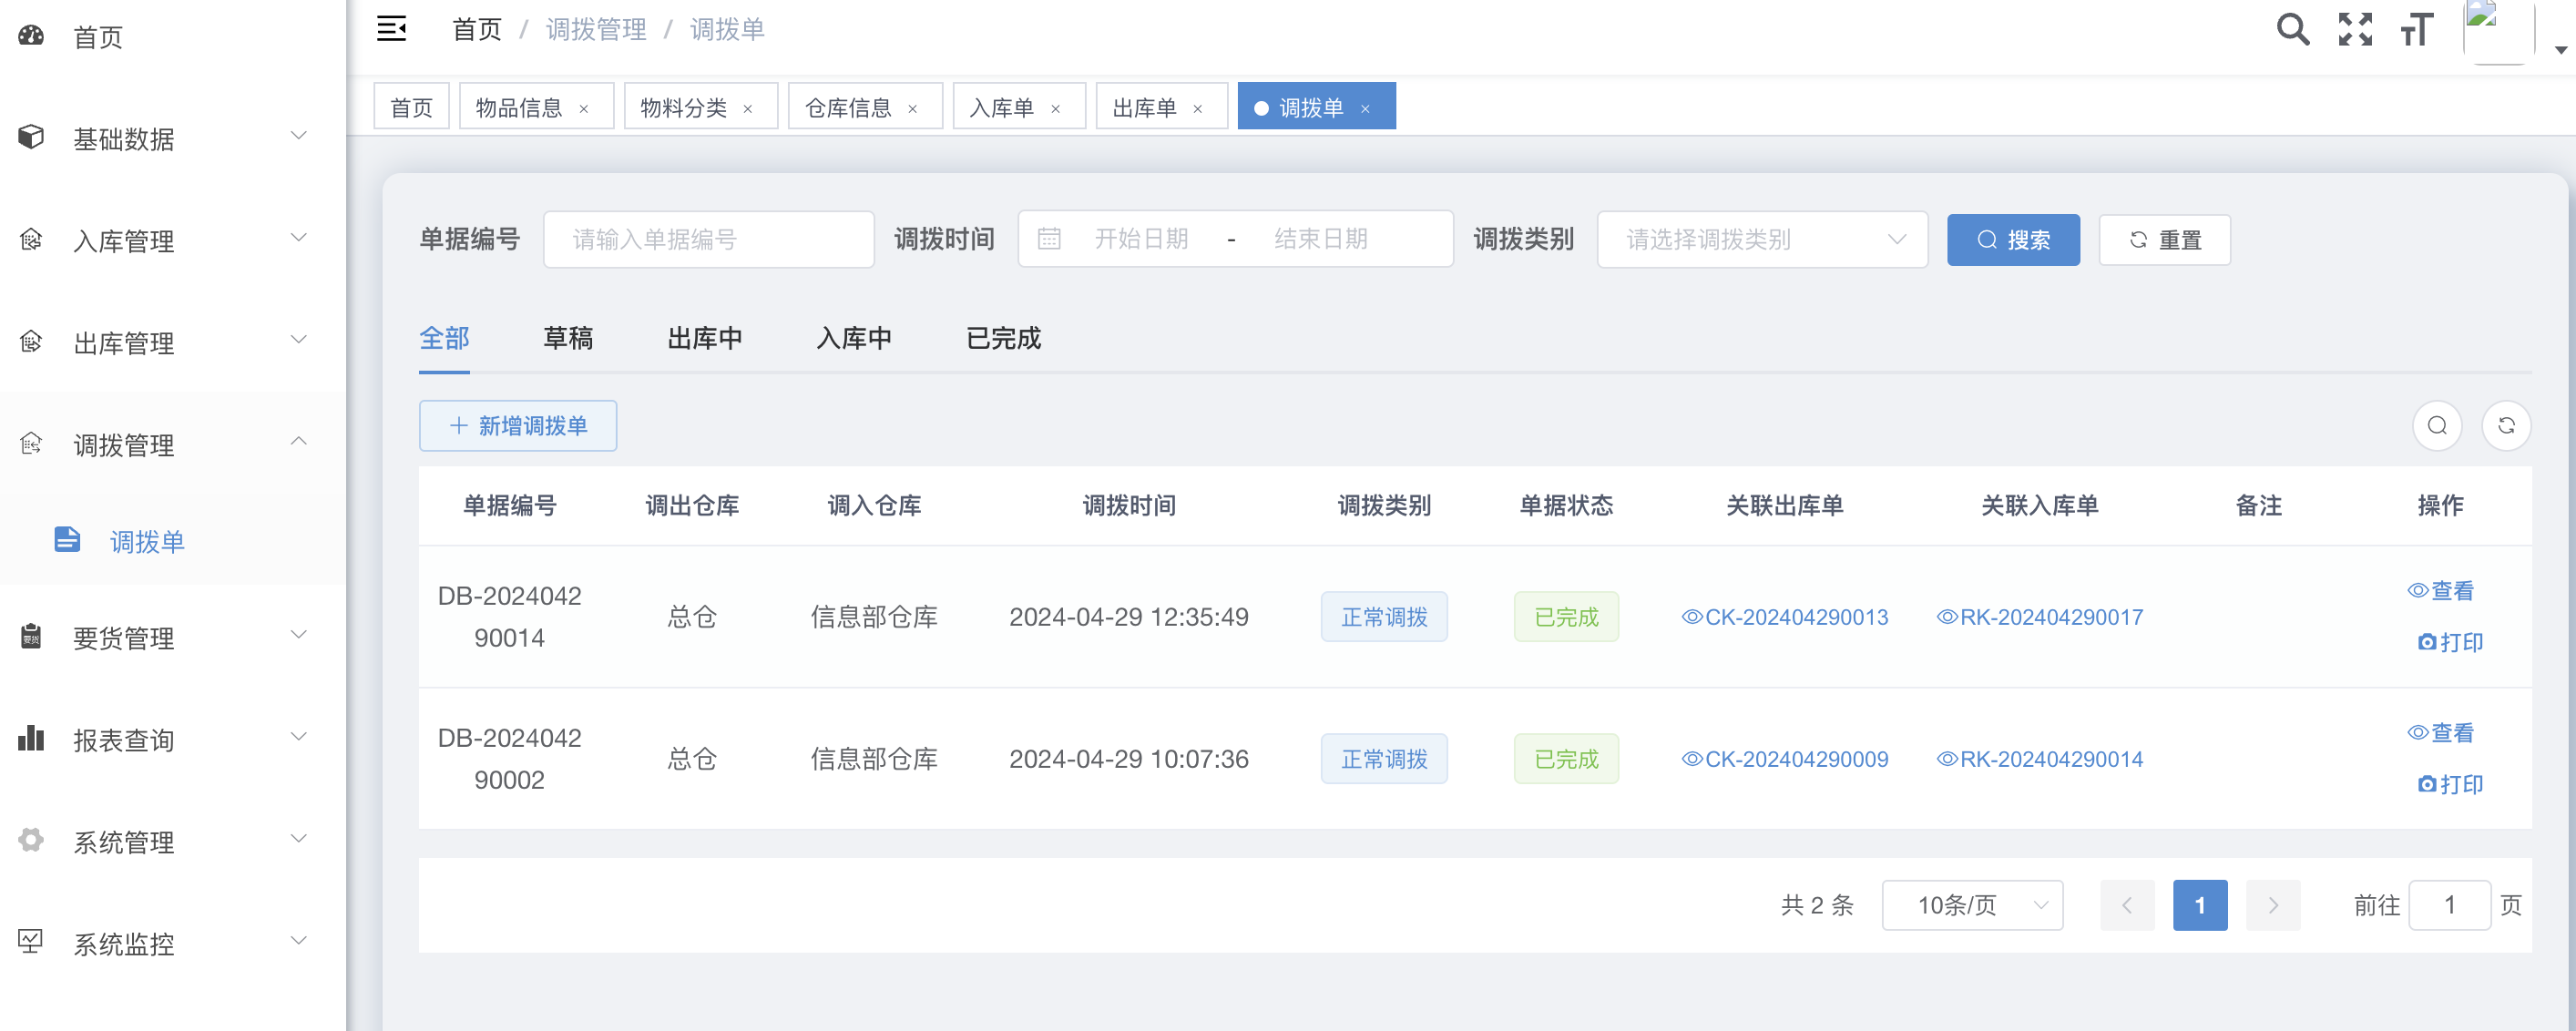 首页
基础数据
入库管理
出库管理
调拨管理
调拨单
要货管理
报表查询
系统管理
系统监控
首页 / 调拨管理 / 调拨单
首页 物品信息 × 物料分类 × 仓库信息 × 入库单 × 出库单 × 调拨单 ×
单据编号 请输入单据编号 调拨时间 开始日期 - 结束日期 调拨类别 请选择调拨类别 搜索 重置
全部 草稿 出库中 入库中 已完成
+ 新增调拨单
单据编号 调出仓库 调入仓库 调拨时间 调拨类别 单据状态 关联出库单 关联入库单 备注 操作
DB-2024042
90014
总仓 信息部仓库 2024-04-29 12:35:49 正常调拨 已完成 CK-202404290013 RK-202404290017
查看
打印
DB-2024042
90002
总仓 信息部仓库 2024-04-29 10:07:36 正常调拨 已完成 CK-202404290009 RK-202404290014
查看
打印
共 2 条 10条/页 1 前往 1 页